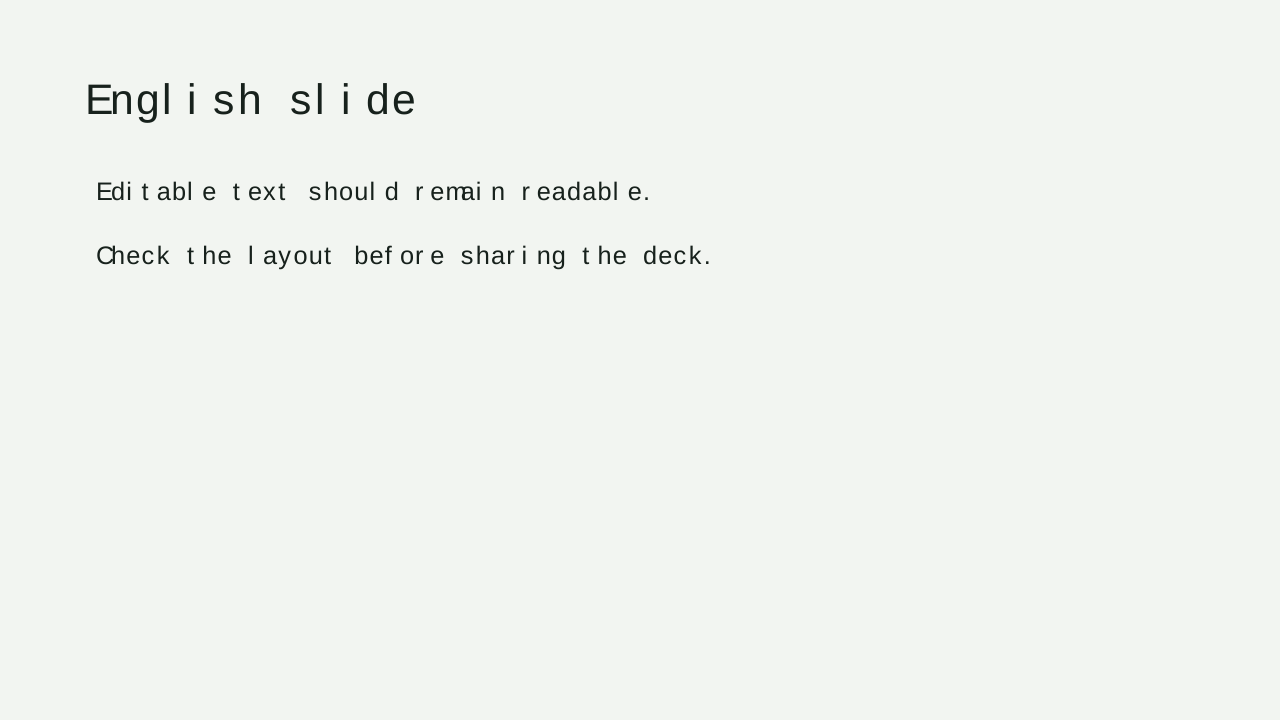 English slide
Editable text should remain readable.
Check the layout before sharing the deck.